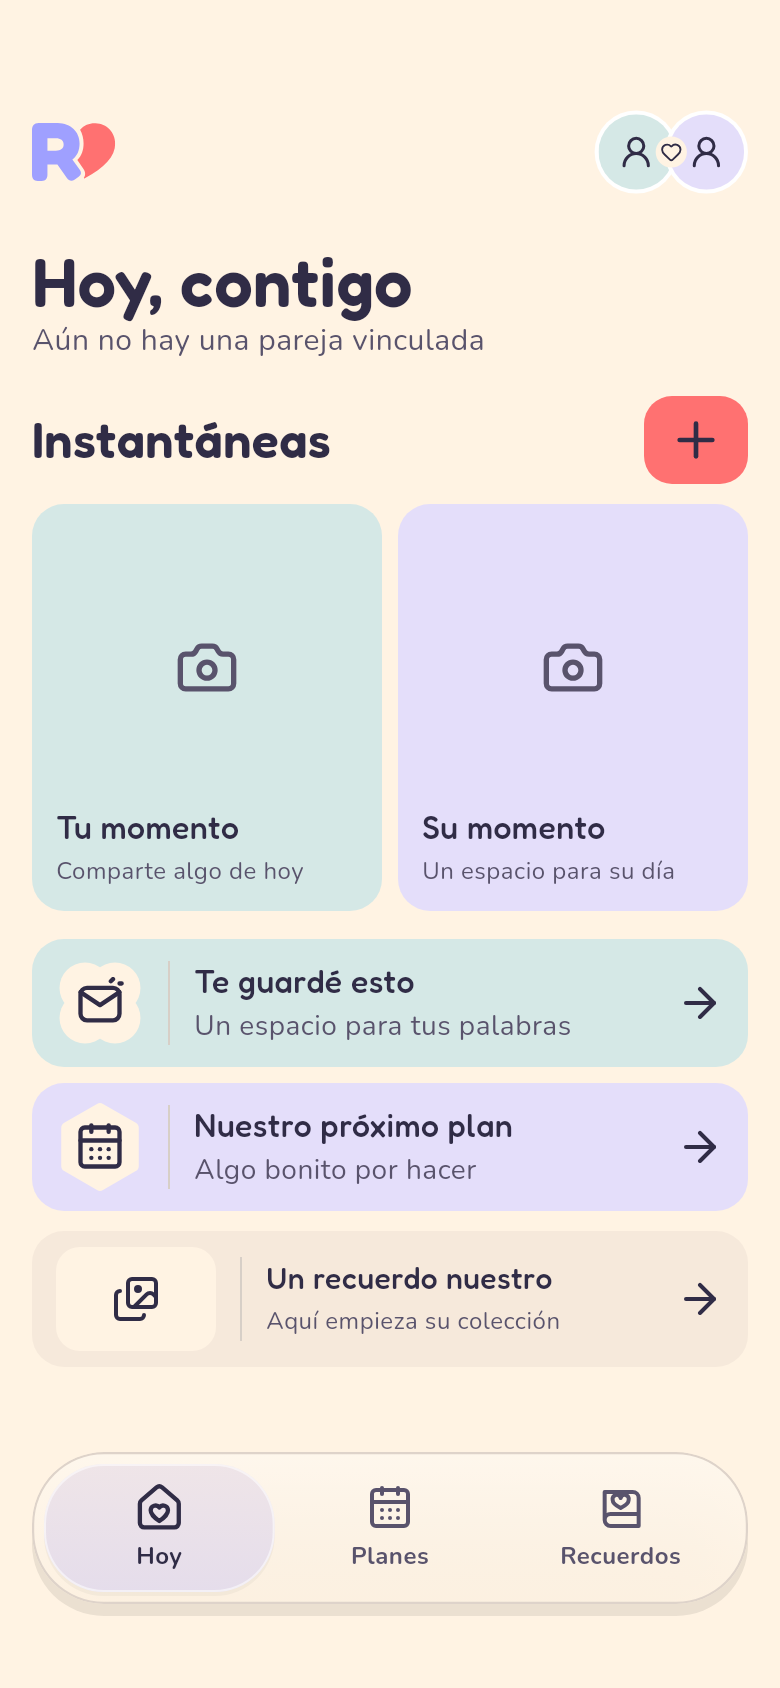 R
Hoy, contigo
Aún no hay una pareja vinculada
Instantáneas
Tu momento
Comparte algo de hoy
Su momento
Un espacio para su día
Te guardé esto
Un espacio para tus palabras
Nuestro próximo plan
Algo bonito por hacer
Un recuerdo nuestro
Aquí empieza su colección
Hoy
Planes
Recuerdos